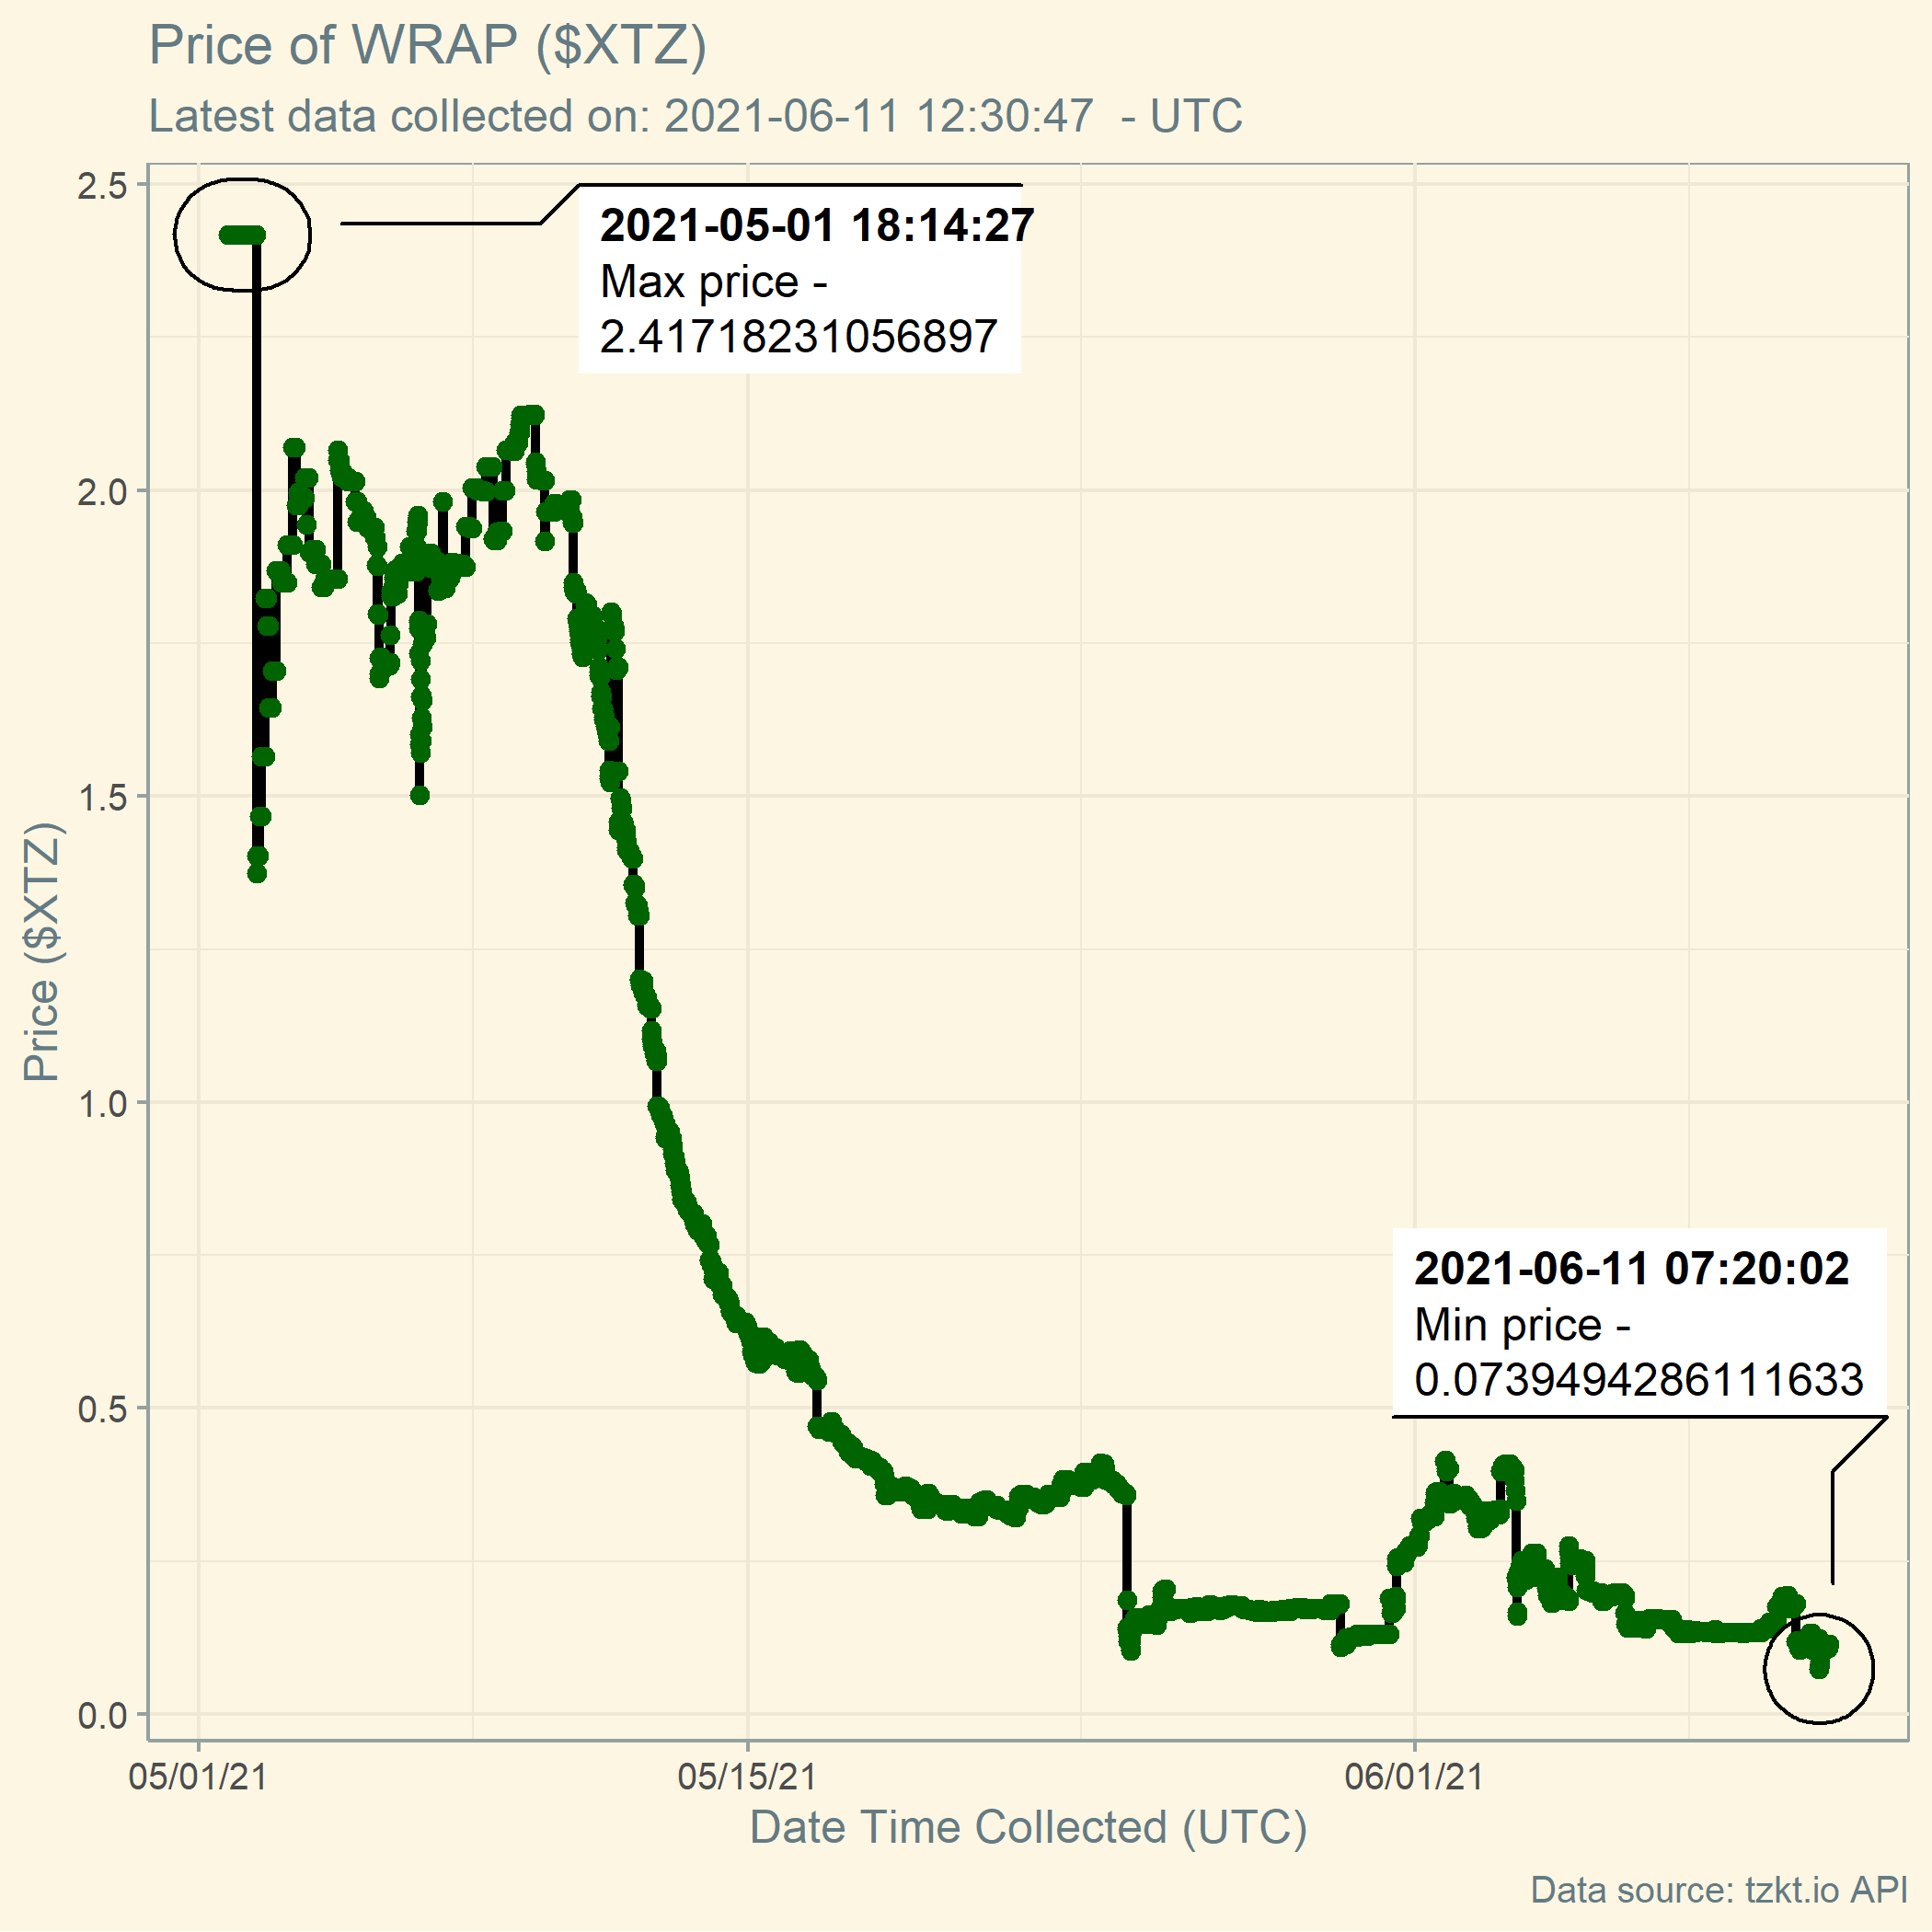 Price of WRAP ($XTZ)
Latest data collected on: 2021-06-11 12:30:47  - UTC
2.5
2.0
1.5
1.0
0.5
0.0
Price ($XTZ)
2021-05-01 18:14:27
Max price -
2.41718231056897
2021-06-11 07:20:02
Min price -
0.0739494286111633
05/01/21
05/15/21
06/01/21
Date Time Collected (UTC)
Data source: tzkt.io API